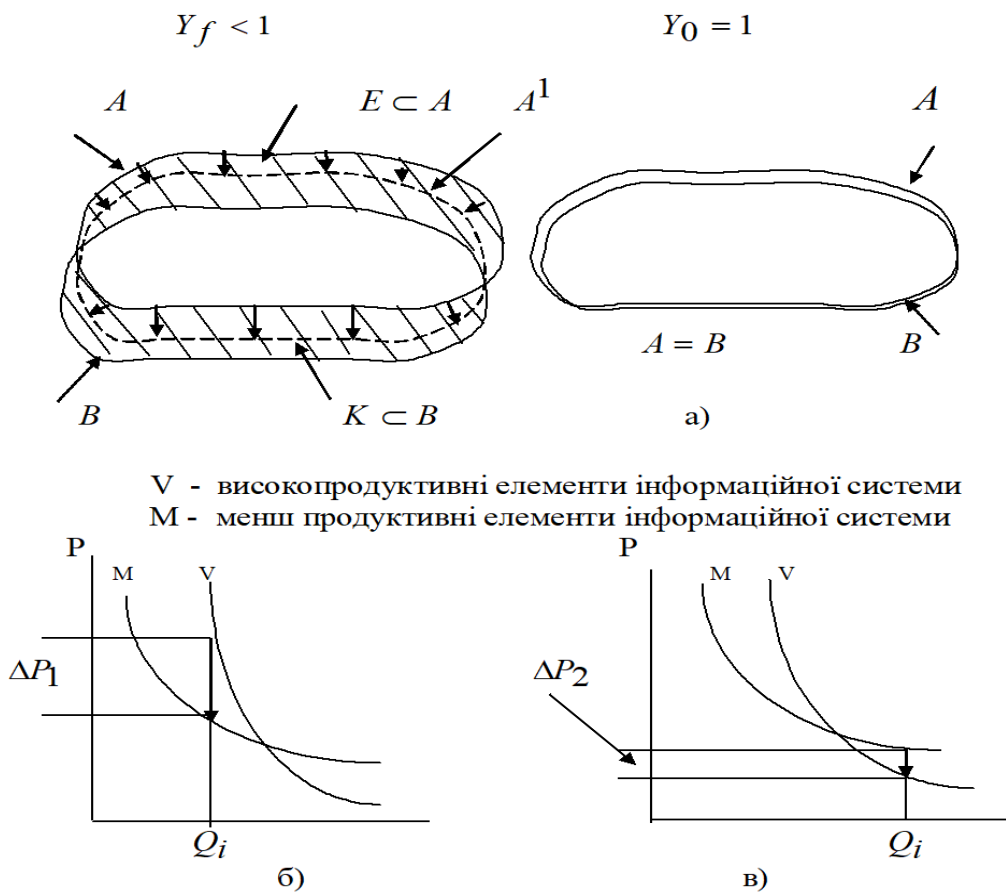 Y_f < 1 Y_0 = 1
A E ⊂ A A^1 A
A = B B
B K ⊂ B а)
V - високопродуктивні елементи інформаційної системи
М - менш продуктивні елементи інформаційної системи
P P
M V M V
ΔP_1 ΔP_2
Q_i Q_i
б) в)